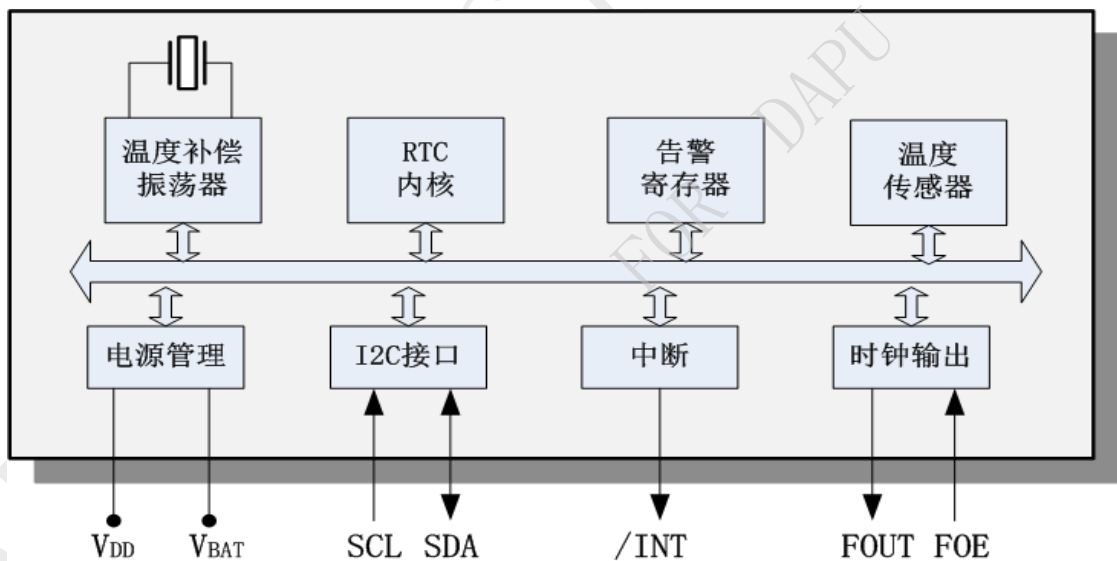 FOR DAPU
温度补偿
振荡器
RTC
内核
告警
寄存器
温度
传感器
电源管理
I2C接口
中断
时钟输出
VDD
VBAT
SCL
SDA
/INT
FOUT
FOE